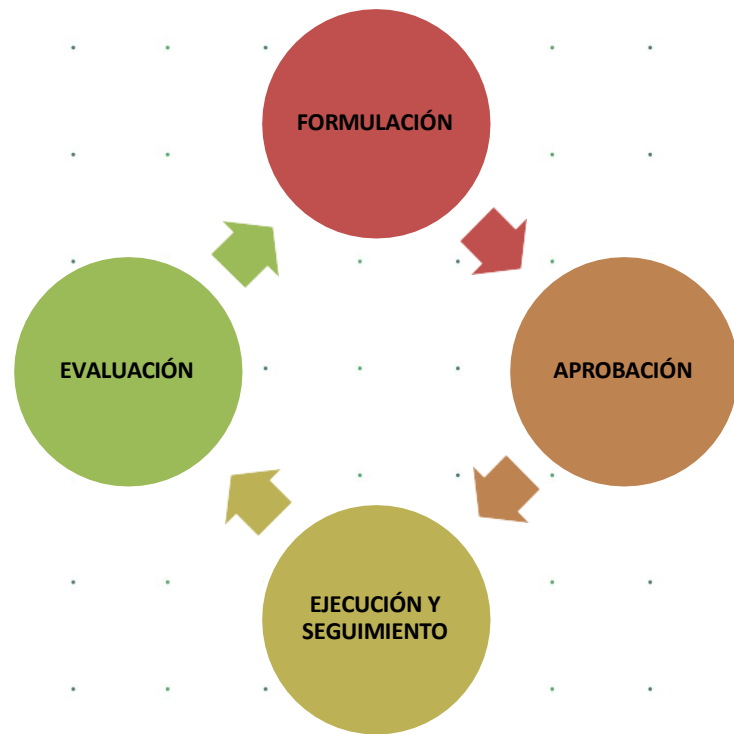 FORMULACIÓN
APROBACIÓN
EJECUCIÓN Y
SEGUIMIENTO
EVALUACIÓN